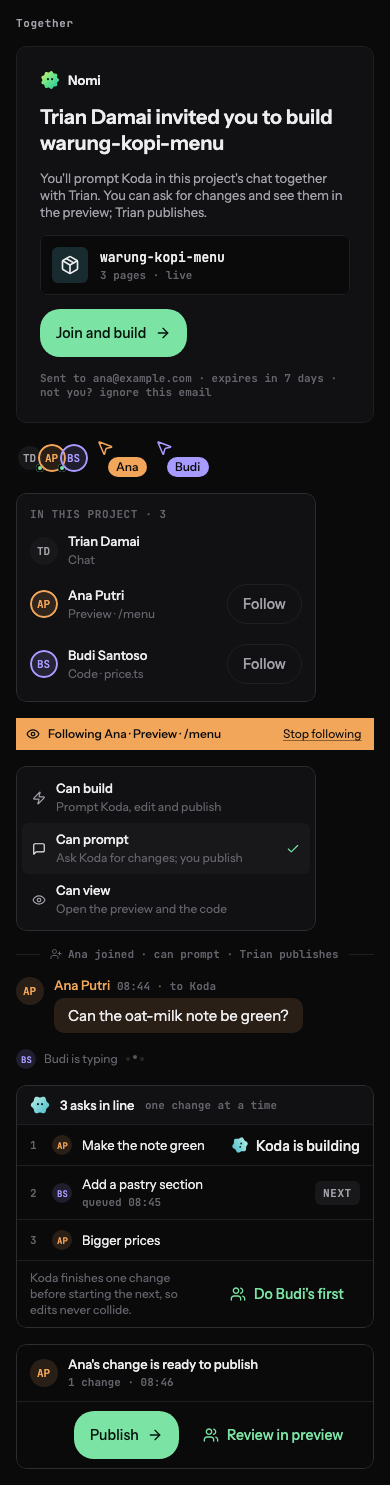 Together
Nomi
Trian Damai invited you to build
warung-kopi-menu
You'll prompt Koda in this project's chat together
with Trian. You can ask for changes and see them in
the preview; Trian publishes.
warung-kopi-menu
3 pages · live
Join and build
Sent to ana@example.com · expires in 7 days ·
not you? ignore this email
TD AP BS
Ana
Budi
IN THIS PROJECT · 3
TD
Trian Damai
Chat
AP
Ana Putri
Preview · /menu
Follow
BS
Budi Santoso
Code · price.ts
Follow
Following Ana · Preview · /menu
Stop following
Can build
Prompt Koda, edit and publish
Can prompt
Ask Koda for changes; you publish
Can view
Open the preview and the code
Ana joined · can prompt · Trian publishes
AP
Ana Putri 08:44 · to Koda
Can the oat-milk note be green?
BS Budi is typing
3 asks in line one change at a time
1 AP Make the note green Koda is building
2 BS Add a pastry section
queued 08:45
NEXT
3 AP Bigger prices
Koda finishes one change
before starting the next, so
edits never collide.
Do Budi's first
AP
Ana's change is ready to publish
1 change · 08:46
Publish
Review in preview